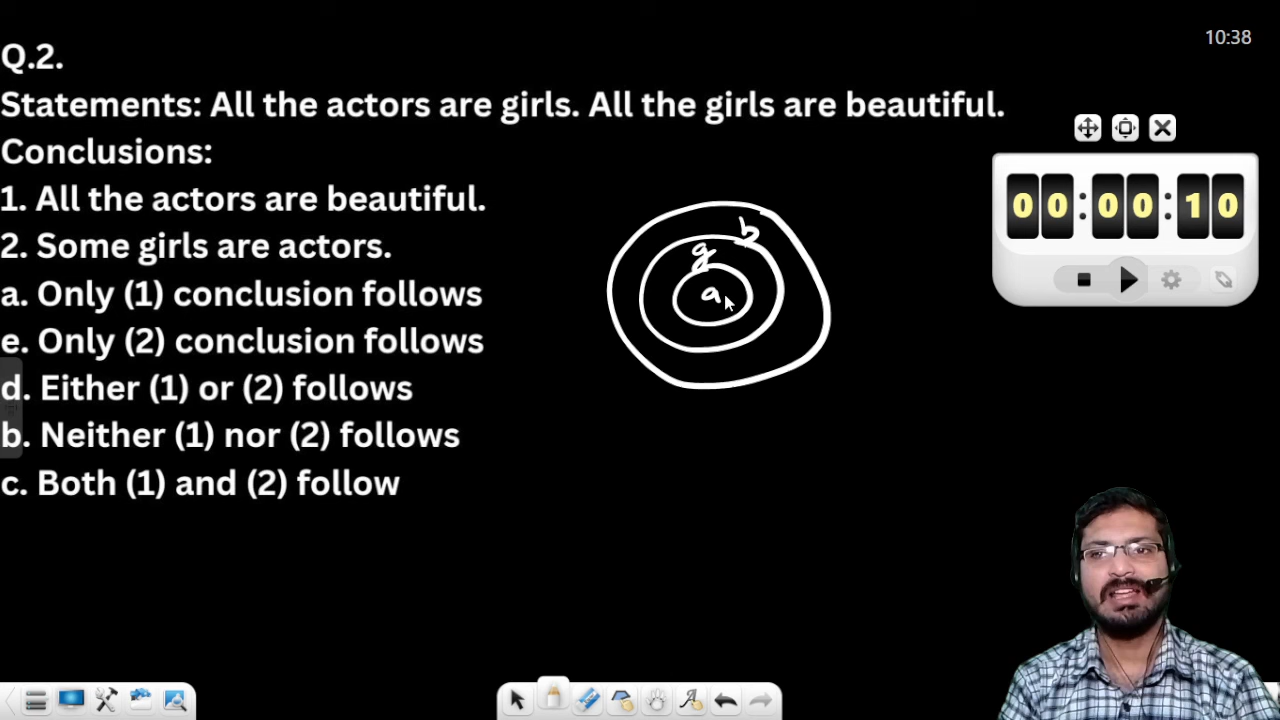 10:38
Q.2.
Statements: All the actors are girls. All the girls are beautiful.
Conclusions:
1. All the actors are beautiful.
2. Some girls are actors.
a. Only (1) conclusion follows
e. Only (2) conclusion follows
d. Either (1) or (2) follows
b. Neither (1) nor (2) follows
c. Both (1) and (2) follow
b
g
a
00:00:10